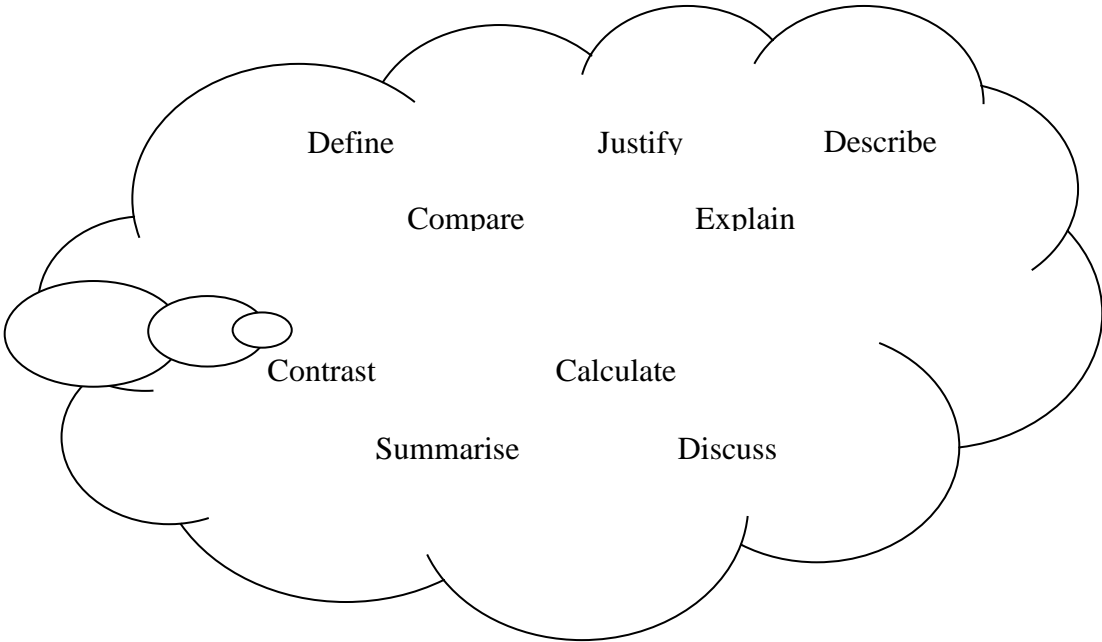 Define Justify Describe
Compare Explain
Contrast Calculate
Summarise Discuss